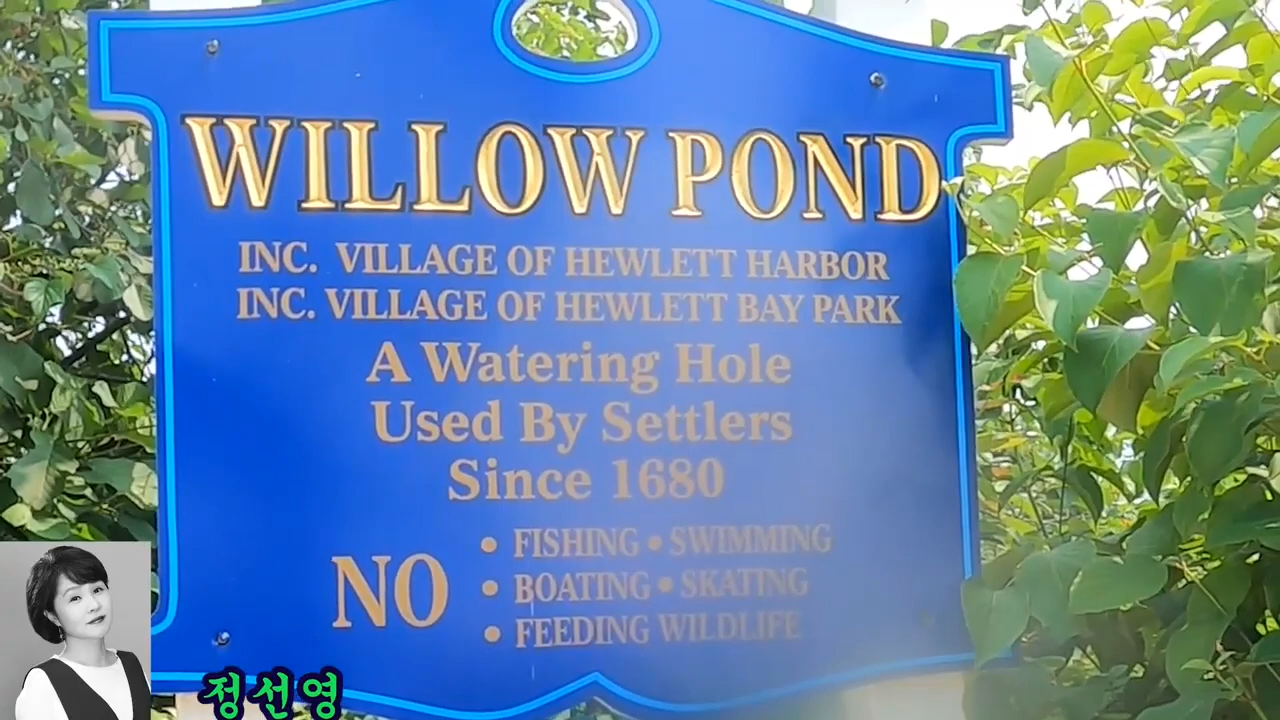 WILLOW POND
INC. VILLAGE OF HEWLETT HARBOR
INC. VILLAGE OF HEWLETT BAY PARK
A Watering Hole
Used By Settlers
Since 1680
NO
• FISHING • SWIMMING
• BOATING • SKATING
• FEEDING WILDLIFE
정선영